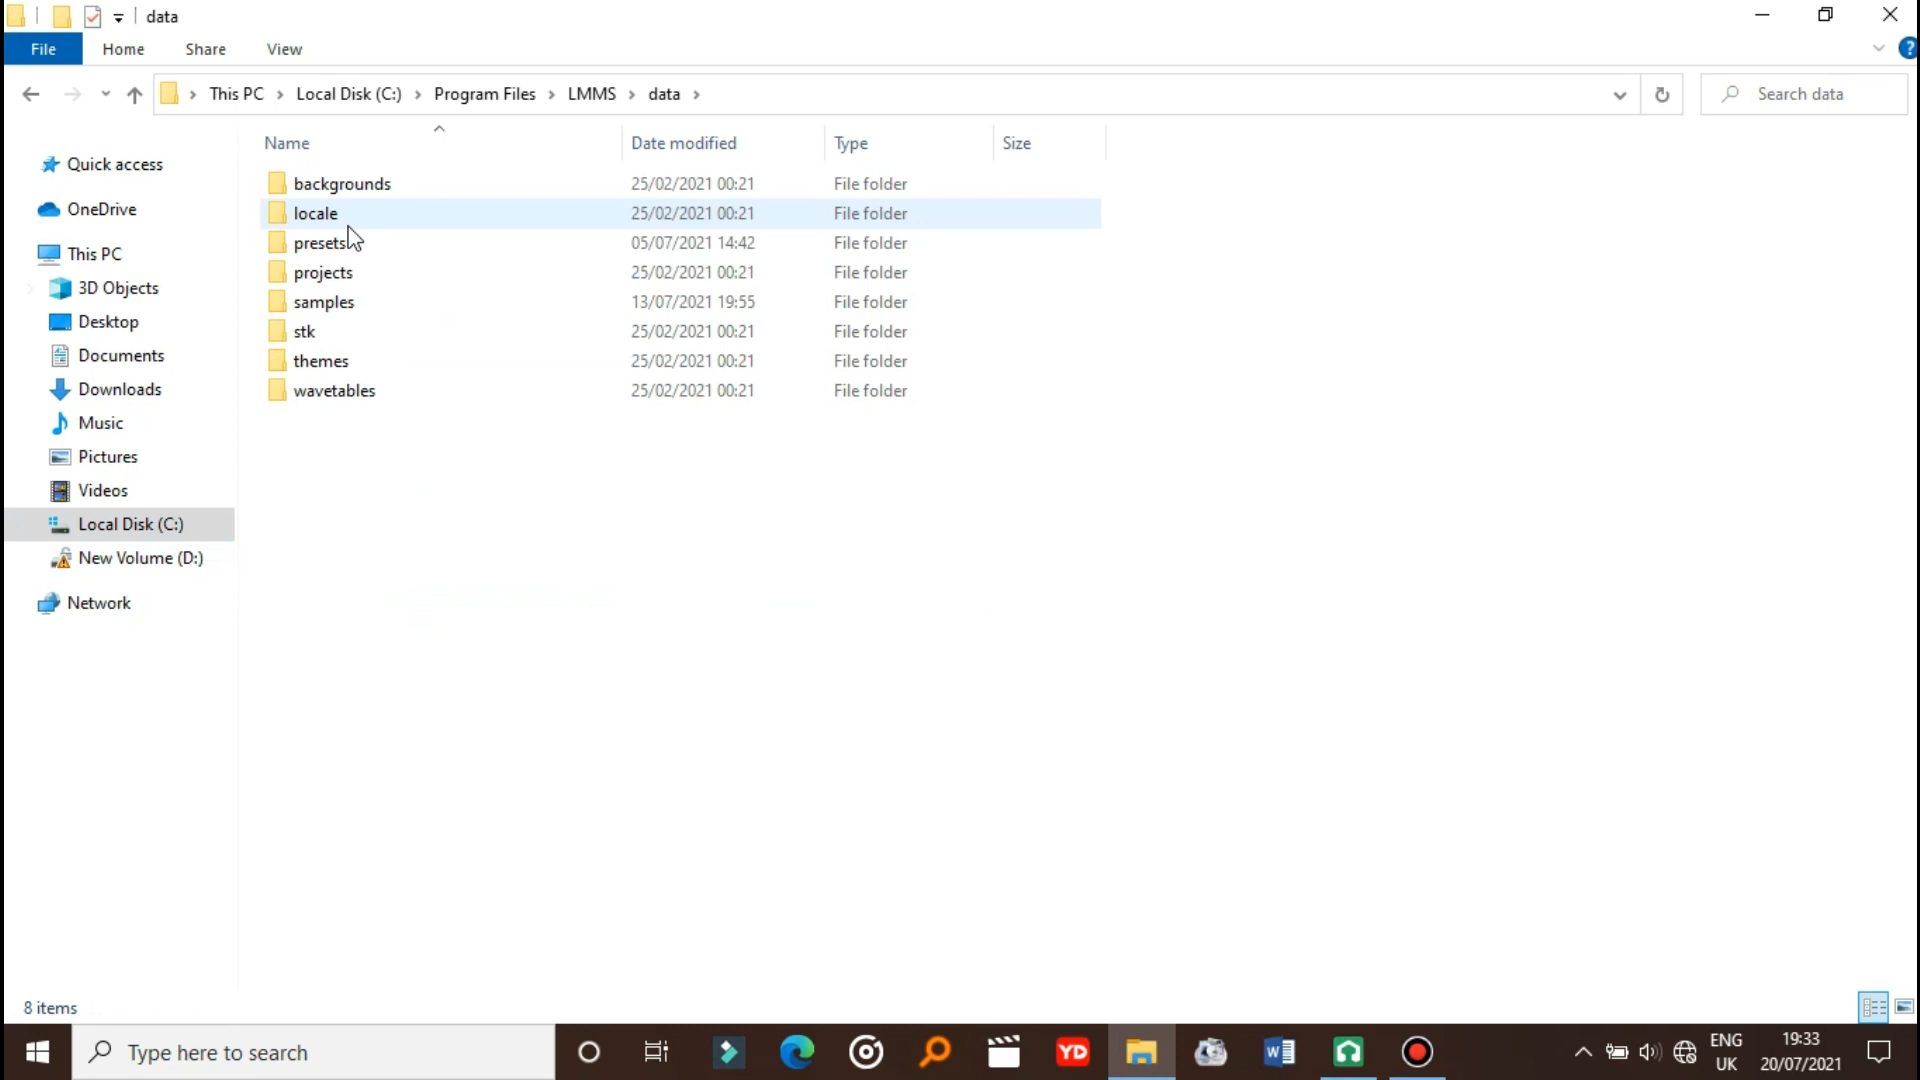 data
File Home Share View
This PC Local Disk (C:) Program Files LMMS data
Search data
Name Date modified Type Size
Quick access
OneDrive
This PC
3D Objects
Desktop
Documents
Downloads
Music
Pictures
Videos
Local Disk (C:)
New Volume (D:)
Network
backgrounds 25/02/2021 00:21 File folder
locale 25/02/2021 00:21 File folder
presets 05/07/2021 14:42 File folder
projects 25/02/2021 00:21 File folder
samples 13/07/2021 19:55 File folder
stk 25/02/2021 00:21 File folder
themes 25/02/2021 00:21 File folder
wavetables 25/02/2021 00:21 File folder
8 items
Type here to search
YD
W
ENG
UK
19:33
20/07/2021